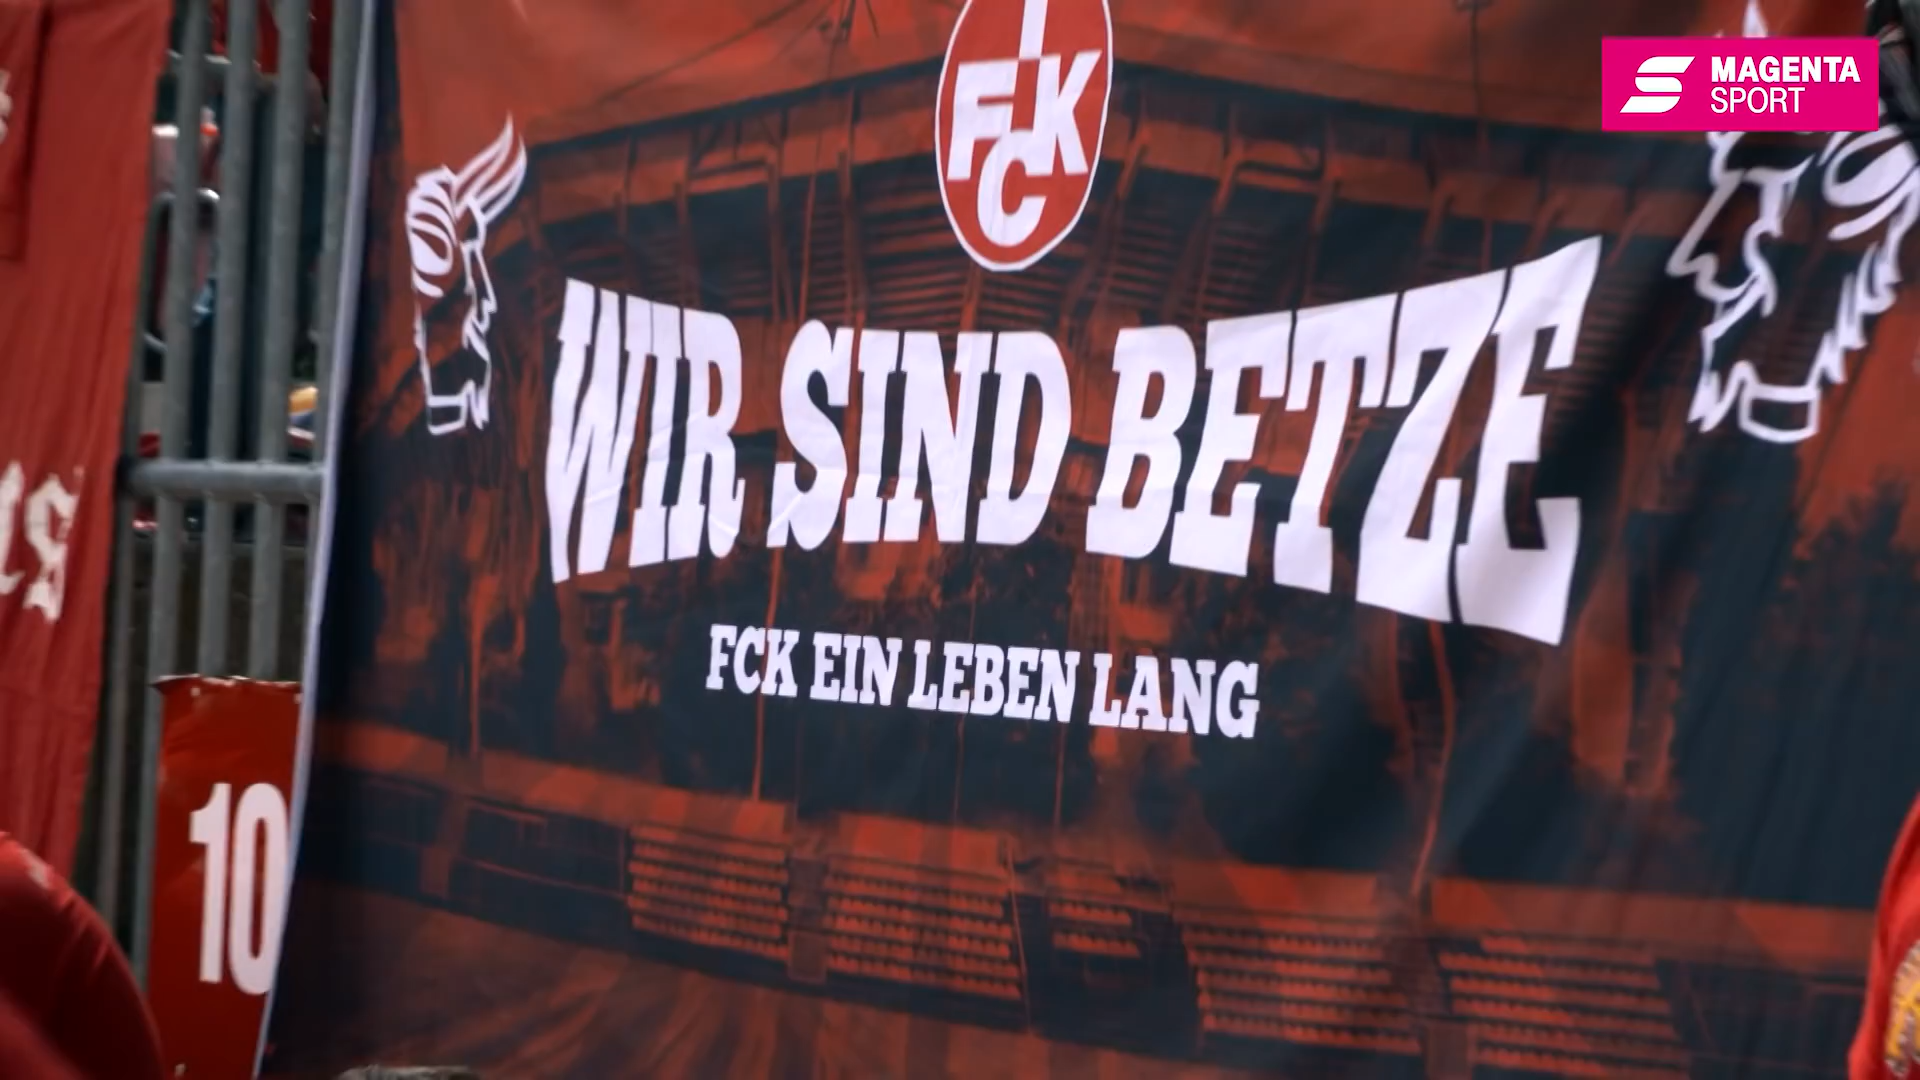 MAGENTA
SPORT
FCK
WIR SIND BETZE
FCK EIN LEBEN LANG
10